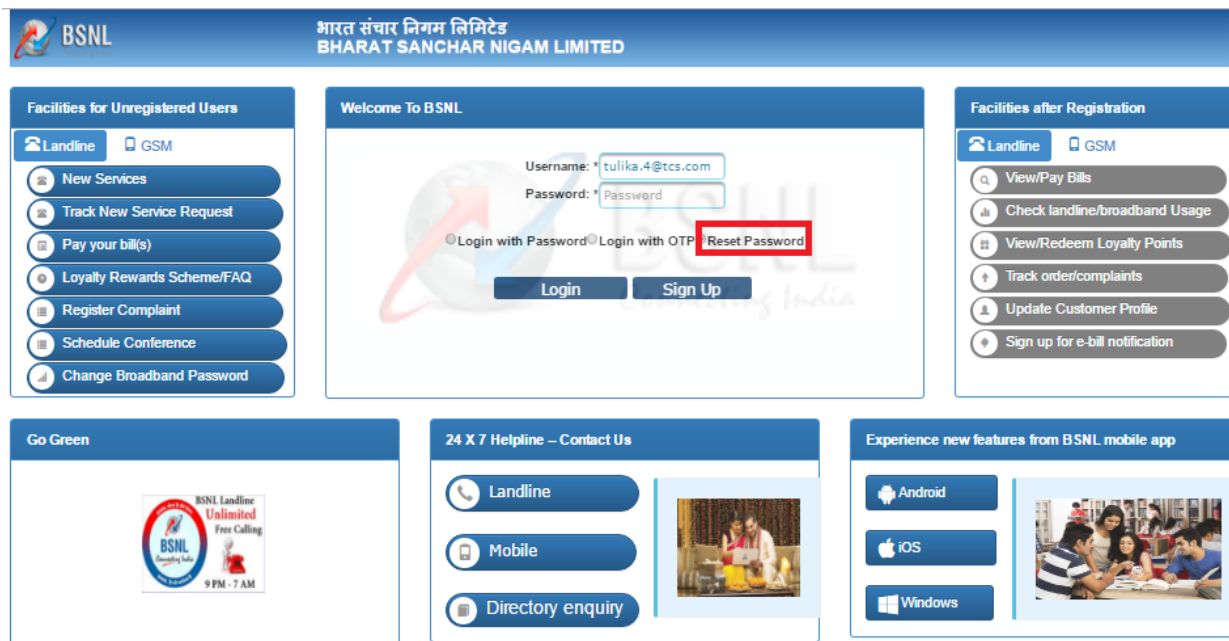 BSNL
भारत संचार निगम लिमिटेड
BHARAT SANCHAR NIGAM LIMITED
Facilities for Unregistered Users
Landline
GSM
New Services
Track New Service Request
Pay your bill(s)
Loyalty Rewards Scheme/FAQ
Register Complaint
Schedule Conference
Change Broadband Password
Welcome To BSNL
Username: * tulika.4@tcs.com
Password: * Password
Login with Password Login with OTP Reset Password
Login Sign Up
BSNL
Connecting India
Facilities after Registration
Landline
GSM
View/Pay Bills
Check landline/broadband Usage
View/Redeem Loyalty Points
Track order/complaints
Update Customer Profile
Sign up for e-bill notification
Go Green
BSNL Landline
Unlimited
Free Calling
BSNL
Connecting India
9 PM - 7 AM
24 X 7 Helpline – Contact Us
Landline
Mobile
Directory enquiry
Experience new features from BSNL mobile app
Android
iOS
Windows